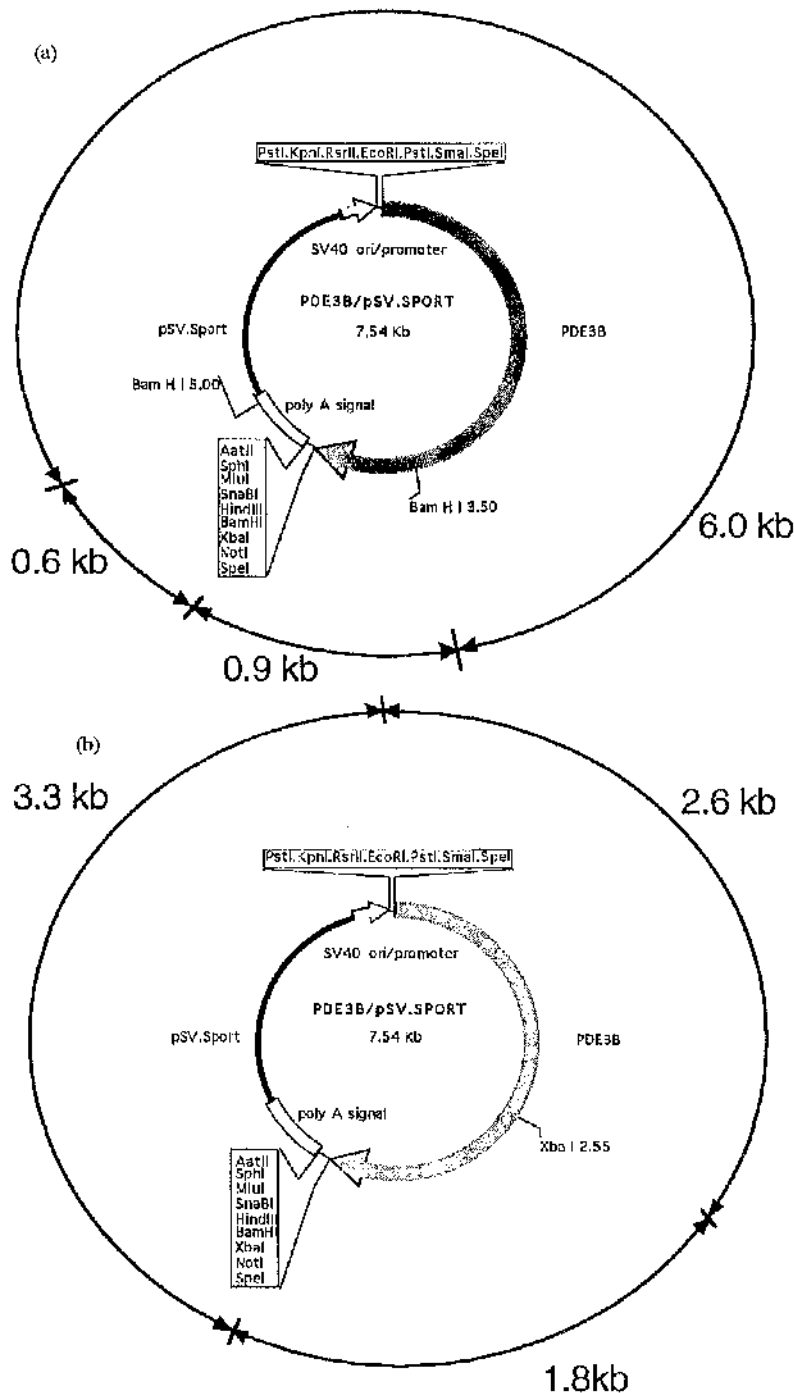 (a)
PstI.KpnI.RsrII.EcoRI.PstI.SmaI.SpeI
SV40 ori/promoter
PDE3B/pSV.SPORT
7.54 Kb
pSV.Sport
PDE3B
Bam H I 5.00
poly A signal
AatII
SphI
MluI
SnaBI
HindIII
BamHI
XbaI
NotI
SpeI
Bam H I 3.50
6.0 kb
0.6 kb
0.9 kb
(b)
3.3 kb
2.6 kb
PstI.KpnI.RsrII.EcoRI.PstI.SmaI.SpeI
SV40 ori/promoter
PDE3B/pSV.SPORT
7.54 Kb
pSV.Sport
PDE3B
poly A signal
Xba I 2.55
AatII
SphI
MluI
SnaBI
HindIII
BamHI
XbaI
NotI
SpeI
1.8kb